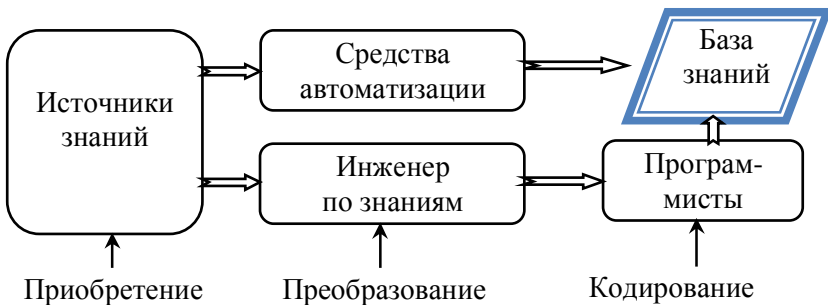 Источники
знаний
Средства
автоматизации
База
знаний
Инженер
по знаниям
Програм-
мисты
Приобретение
Преобразование
Кодирование